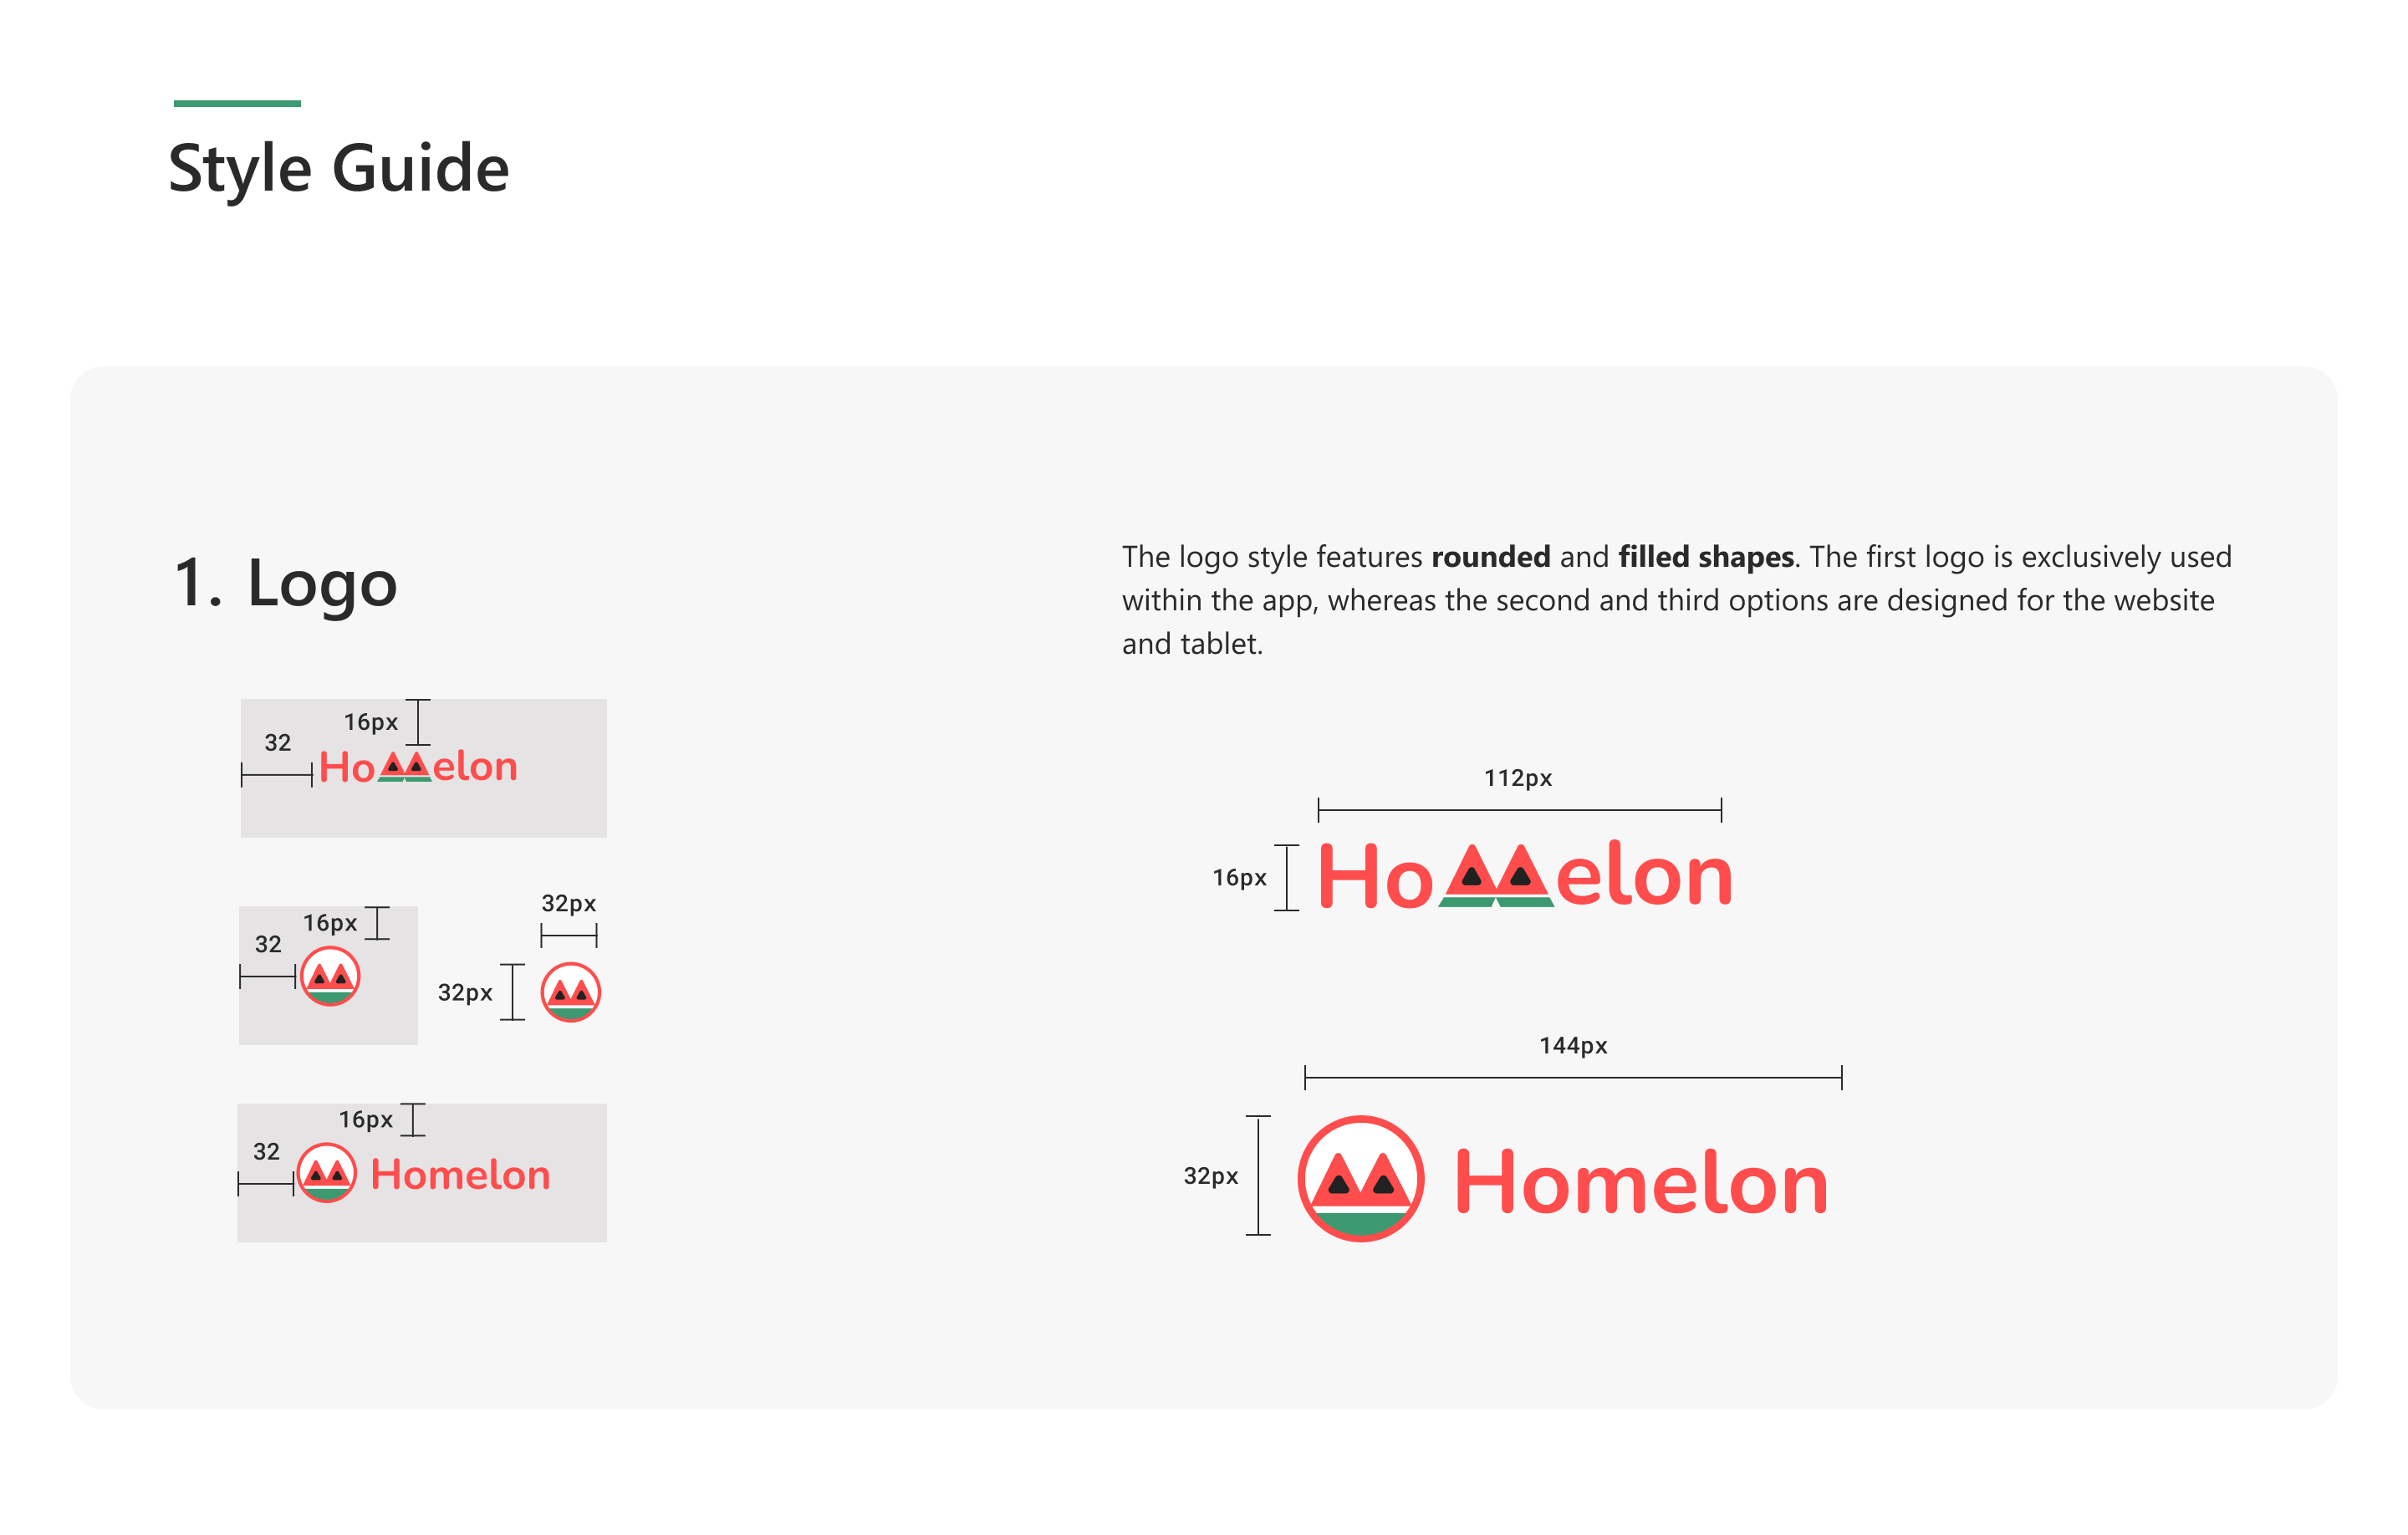 Style Guide
1. Logo
The logo style features rounded and filled shapes. The first logo is exclusively used
within the app, whereas the second and third options are designed for the website
and tablet.
16px
32
Homelon
112px
16px
Homelon
16px
32
32px
32px
144px
32px
Homelon
16px
32
Homelon